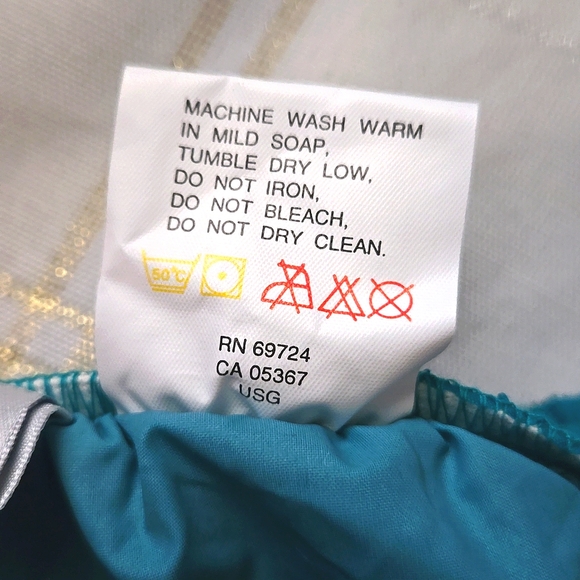 MACHINE WASH WARM
IN MILD SOAP,
TUMBLE DRY LOW,
DO NOT IRON,
DO NOT BLEACH,
DO NOT DRY CLEAN.
50°C
RN 69724
CA 05367
USG